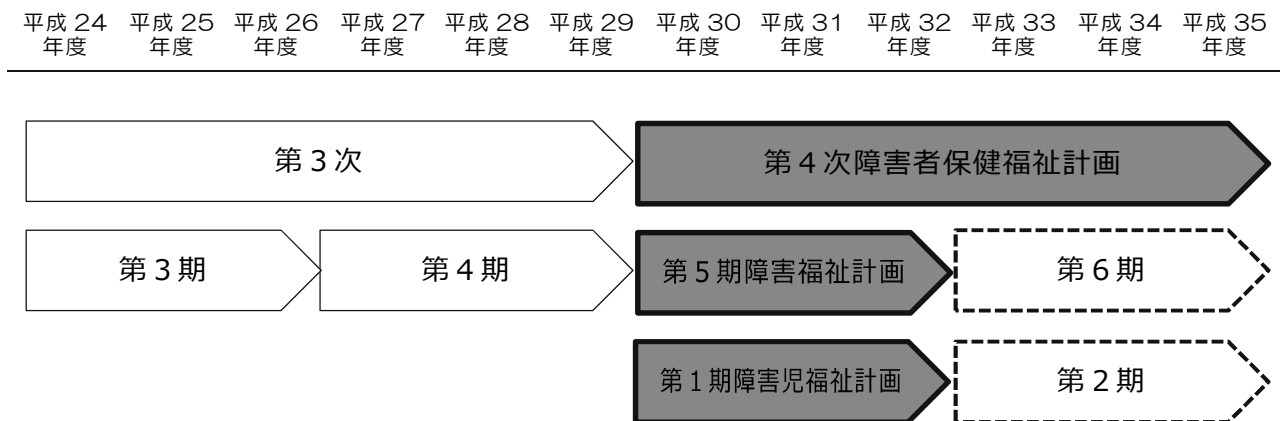 平成 24 平成 25 平成 26 平成 27 平成 28 平成 29 平成 30 平成 31 平成 32 平成 33 平成 34 平成 35
年度 年度 年度 年度 年度 年度 年度 年度 年度 年度 年度 年度
第３次 第４次障害者保健福祉計画
第３期 第４期 第５期障害福祉計画 第６期
第１期障害児福祉計画 第２期